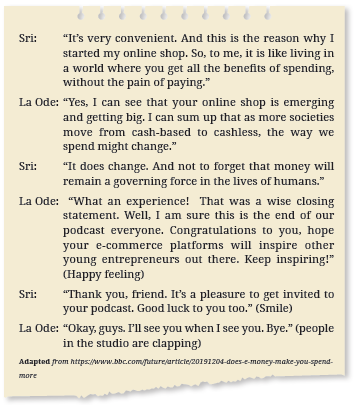 Sri: “It’s very convenient. And this is the reason why I
started my online shop. So, to me, it is like living in
a world where you get all the benefits of spending,
without the pain of paying.”
La Ode: “Yes, I can see that your online shop is emerging
and getting big. I can sum up that as more societies
move from cash-based to cashless, the way we
spend might change.”
Sri: “It does change. And not to forget that money will
remain a governing force in the lives of humans.”
La Ode: “What an experience! That was a wise closing
statement. Well, I am sure this is the end of our
podcast everyone. Congratulations to you, hope
your e-commerce platforms will inspire other
young entrepreneurs out there. Keep inspiring!”
(Happy feeling)
Sri: “Thank you, friend. It’s a pleasure to get invited to
your podcast. Good luck to you too.” (Smile)
La Ode: “Okay, guys. I’ll see you when I see you. Bye.” (people
in the studio are clapping)
Adapted from https://www.bbc.com/future/article/20191204-does-e-money-make-you-spend-
more